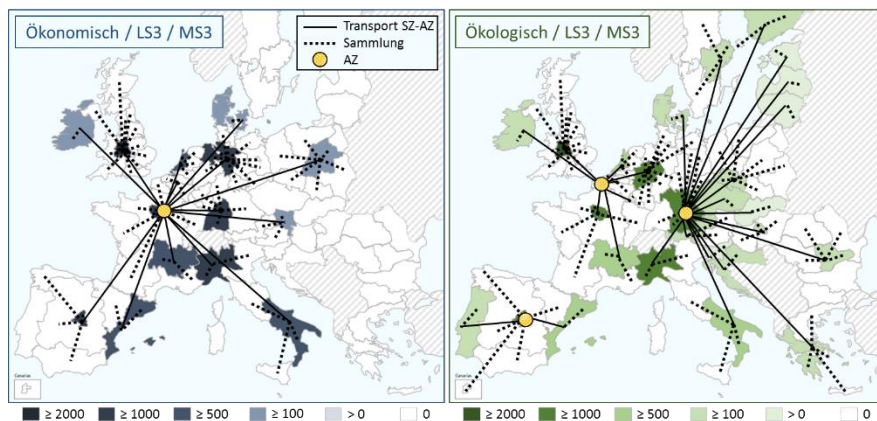 Ökonomisch / LS3 / MS3
Transport SZ-AZ
Sammlung
AZ
Ökologisch / LS3 / MS3
Canarias
Canarias
≥ 2000 ≥ 1000 ≥ 500 ≥ 100 > 0 0
≥ 2000 ≥ 1000 ≥ 500 ≥ 100 > 0 0